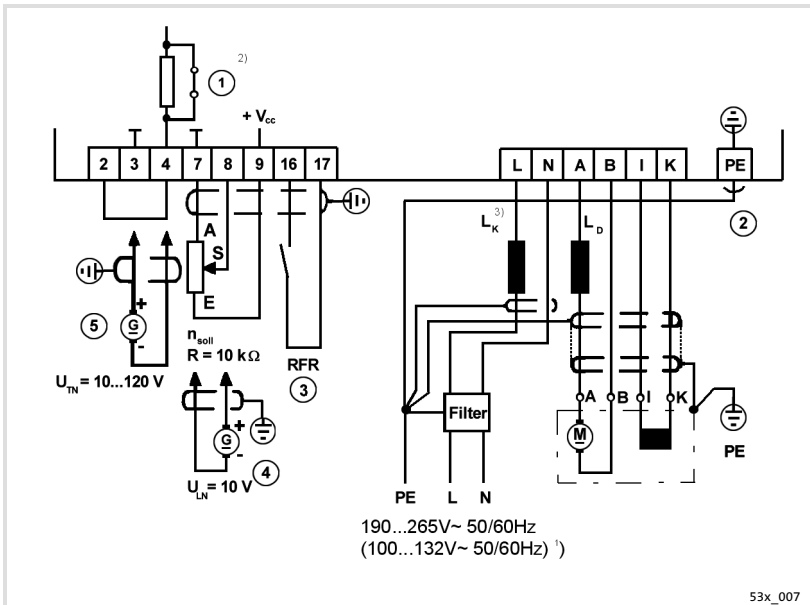 2)
1
+ Vcc
2 3 4 7 8 9 16 17
L N A B I K PE
2
A
S
E
LK 3)
LD
5
+
G
-
nsoll
R = 10 kΩ
RFR
3
UTN = 10...120 V
+
G
-
4
ULN = 10 V
Filter
A B I K
M
PE
PE L N
190...265V~ 50/60Hz
(100...132V~ 50/60Hz) 1)
53x_007